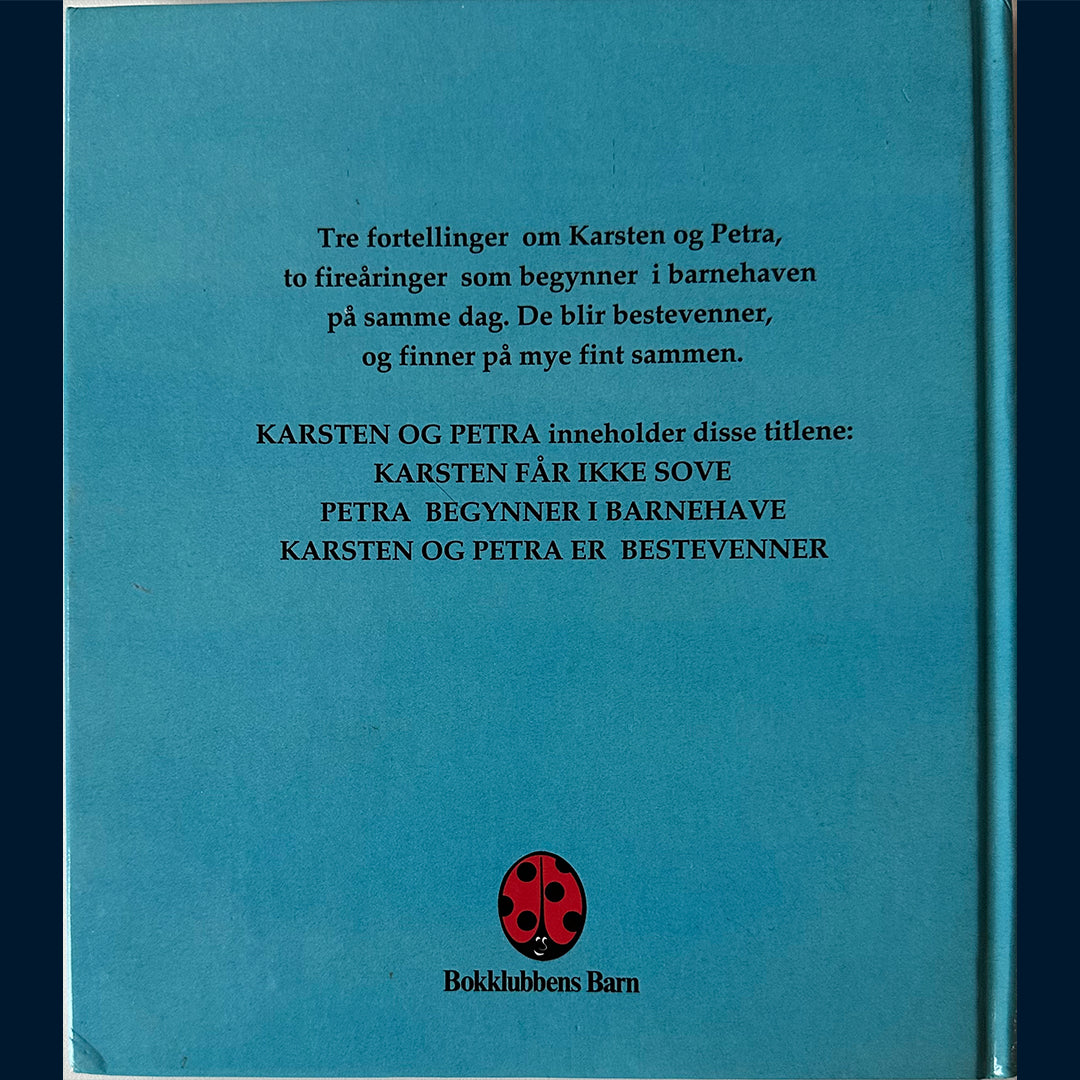 Tre fortellinger om Karsten og Petra,
to fireåringer som begynner i barnehaven
på samme dag. De blir bestevenner,
og finner på mye fint sammen.
KARSTEN OG PETRA inneholder disse titlene:
KARSTEN FÅR IKKE SOVE
PETRA BEGYNNER I BARNEHAVE
KARSTEN OG PETRA ER BESTEVENNER
Bokklubbens Barn